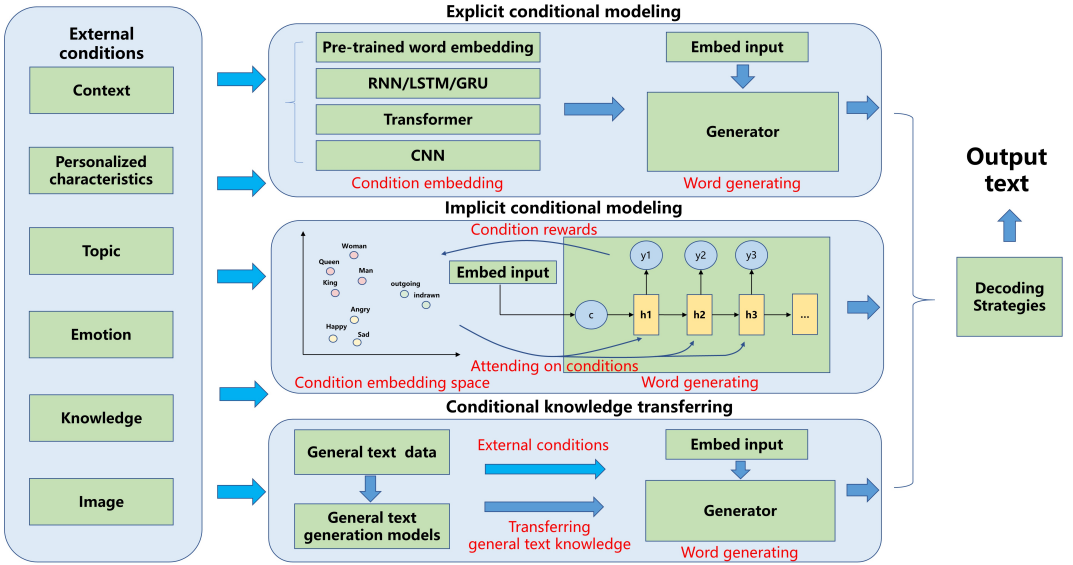 External
conditions
Context
Personalized
characteristics
Topic
Emotion
Knowledge
Image
Explicit conditional modeling
Pre-trained word embedding
RNN/LSTM/GRU
Transformer
CNN
Condition embedding
Embed input
Generator
Word generating
Implicit conditional modeling
Condition rewards
Woman
Queen
Man
King
outgoing
indrawn
Angry
Happy
Sad
Condition embedding space
Embed input
y1
y2
y3
c
h1
h2
h3
...
Attending on conditions
Word generating
Conditional knowledge transferring
General text data
General text
generation models
External conditions
Transferring
general text knowledge
Embed input
Generator
Word generating
Output
text
Decoding
Strategies